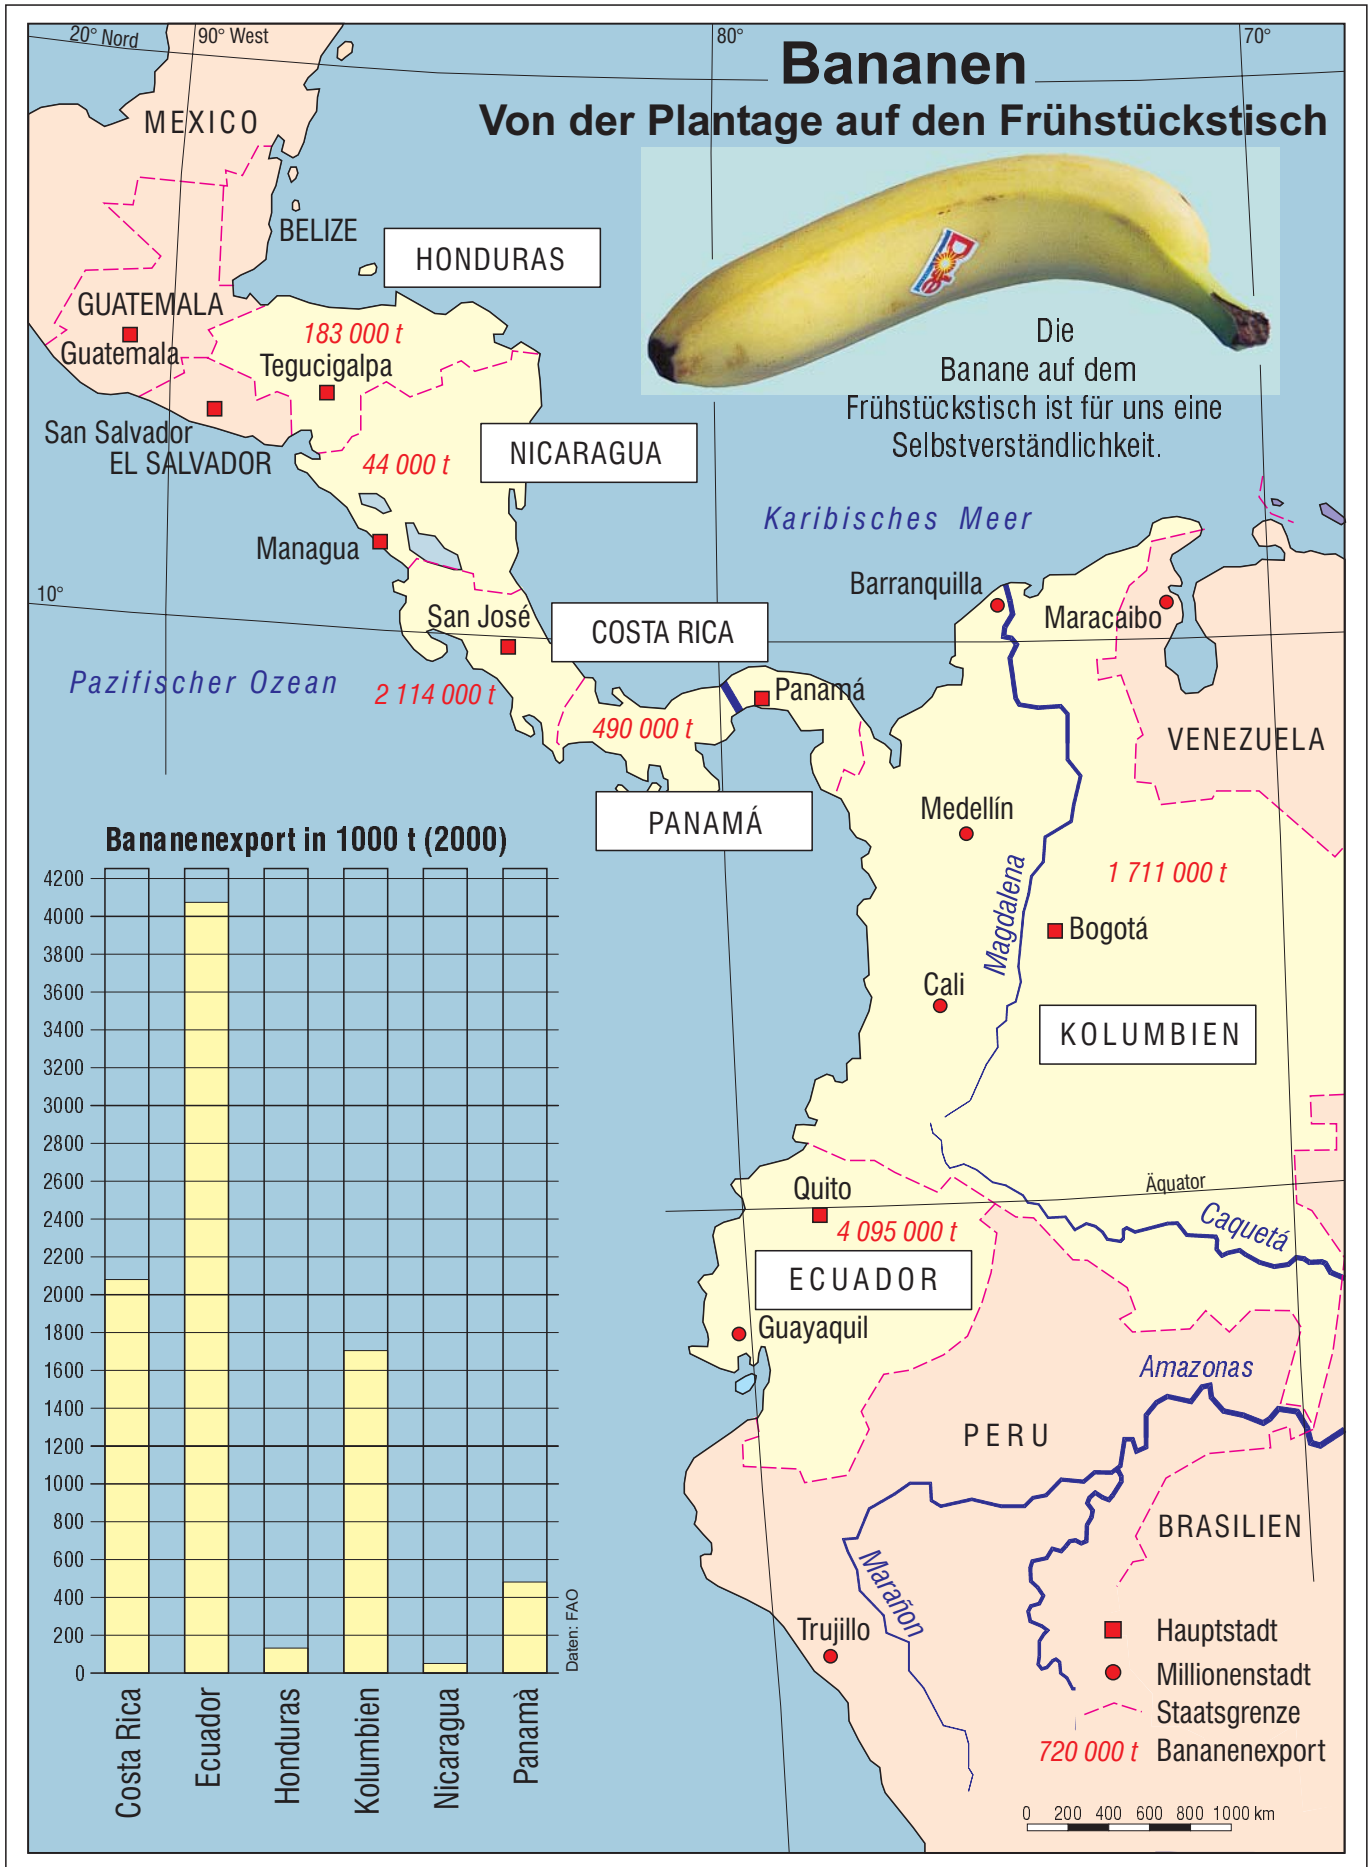 20° Nord
90° West
80°
70°
Bananen
Von der Plantage auf den Frühstückstisch
MEXICO
BELIZE
HONDURAS
Dole
GUATEMALA
Guatemala
183 000 t
Tegucigalpa
Die
Banane auf dem
Frühstückstisch ist für uns eine
Selbstverständlichkeit.
San Salvador
EL SALVADOR
44 000 t
NICARAGUA
Karibisches Meer
Managua
10°
Barranquilla
Maracaibo
San José
COSTA RICA
Pazifischer Ozean
2 114 000 t
Panamá
490 000 t
VENEZUELA
PANAMÁ
Medellín
Magdalena
1 711 000 t
Bogotá
Cali
KOLUMBIEN
Äquator
Quito
4 095 000 t
Caquetá
ECUADOR
Guayaquil
Amazonas
PERU
BRASILIEN
Marañon
Trujillo
Bananenexport in 1000 t (2000)
4200
4000
3800
3600
3400
3200
3000
2800
2600
2400
2200
2000
1800
1600
1400
1200
1000
800
600
400
200
0
Costa Rica
Ecuador
Honduras
Kolumbien
Nicaragua
Panamà
Daten: FAO
Hauptstadt
Millionenstadt
Staatsgrenze
720 000 t Bananenexport
0 200 400 600 800 1000 km